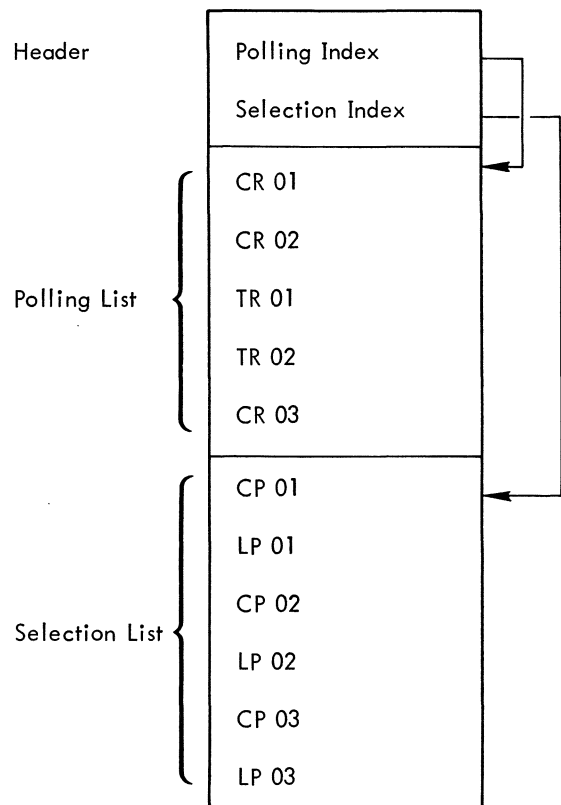 Header
Polling Index
Selection Index
CR 01
CR 02
Polling List
TR 01
TR 02
CR 03
CP 01
LP 01
CP 02
Selection List
LP 02
CP 03
LP 03